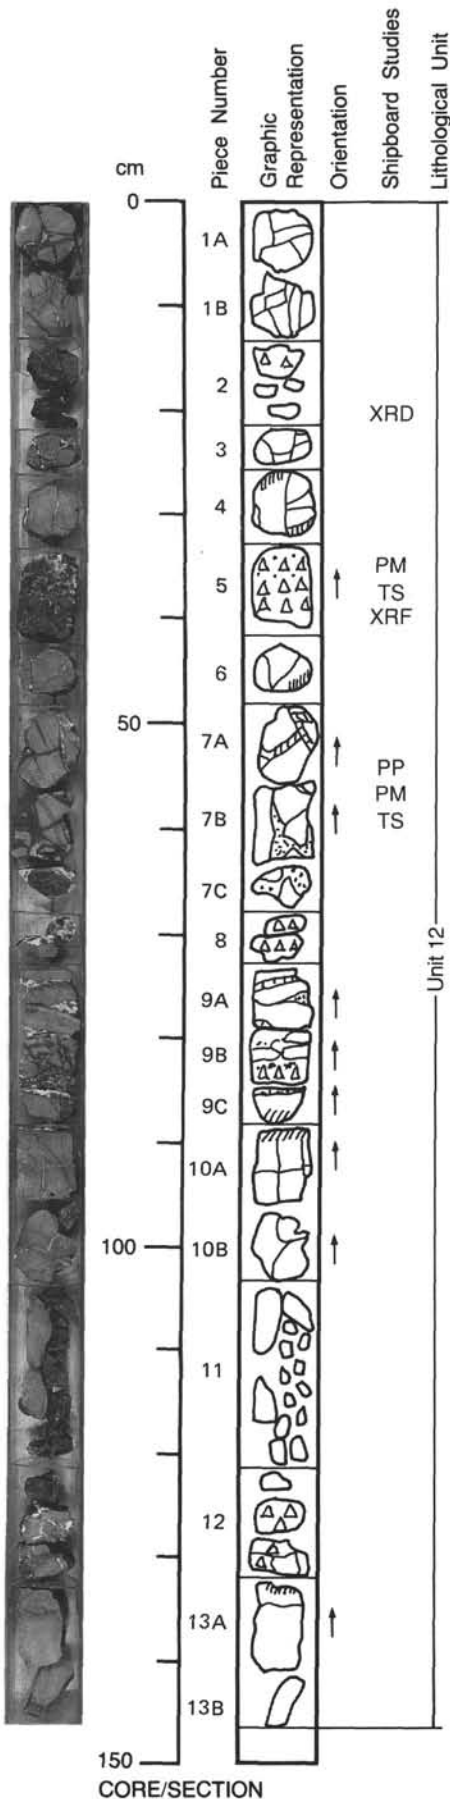 cm
Piece Number
Graphic
Representation
Orientation
Shipboard Studies
Lithological Unit
0
1A
1B
2
XRD
3
4
5
PM
TS
XRF
6
50
7A
PP
PM
7B
TS
7C
8
Unit 12
9A
9B
9C
10A
100
10B
11
12
13A
13B
150
CORE/SECTION